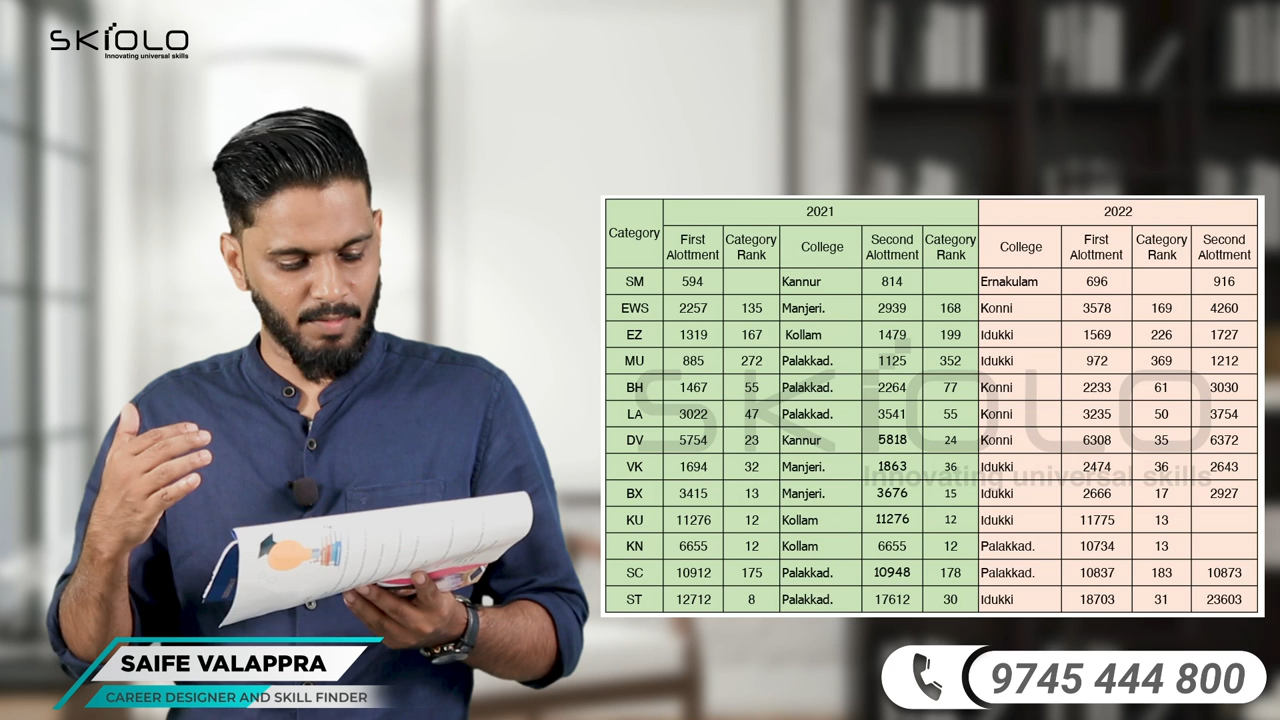 SKiOLO
Innovating universal skills
2021 2022
Category First Alottment Category Rank College Second Alottment Category Rank College First Alottment Category Rank Second Alottment
SM 594 Kannur 814 Ernakulam 696 916
EWS 2257 135 Manjeri. 2939 168 Konni 3578 169 4260
EZ 1319 167 Kollam 1479 199 Idukki 1569 226 1727
MU 885 272 Palakkad. 1125 352 Idukki 972 369 1212
BH 1467 55 Palakkad. 2264 77 Konni 2233 61 3030
LA 3022 47 Palakkad. 3541 55 Konni 3235 50 3754
DV 5754 23 Kannur 5818 24 Konni 6308 35 6372
VK 1694 32 Manjeri. 1863 36 Idukki 2474 36 2643
BX 3415 13 Manjeri. 3676 15 Idukki 2666 17 2927
KU 11276 12 Kollam 11276 12 Idukki 11775 13
KN 6655 12 Kollam 6655 12 Palakkad. 10734 13
SC 10912 175 Palakkad. 10948 178 Palakkad. 10837 183 10873
ST 12712 8 Palakkad. 17612 30 Idukki 18703 31 23603
SKiOLO
Innovating universal skills
SAIFE VALAPPRA
CAREER DESIGNER AND SKILL FINDER
9745 444 800